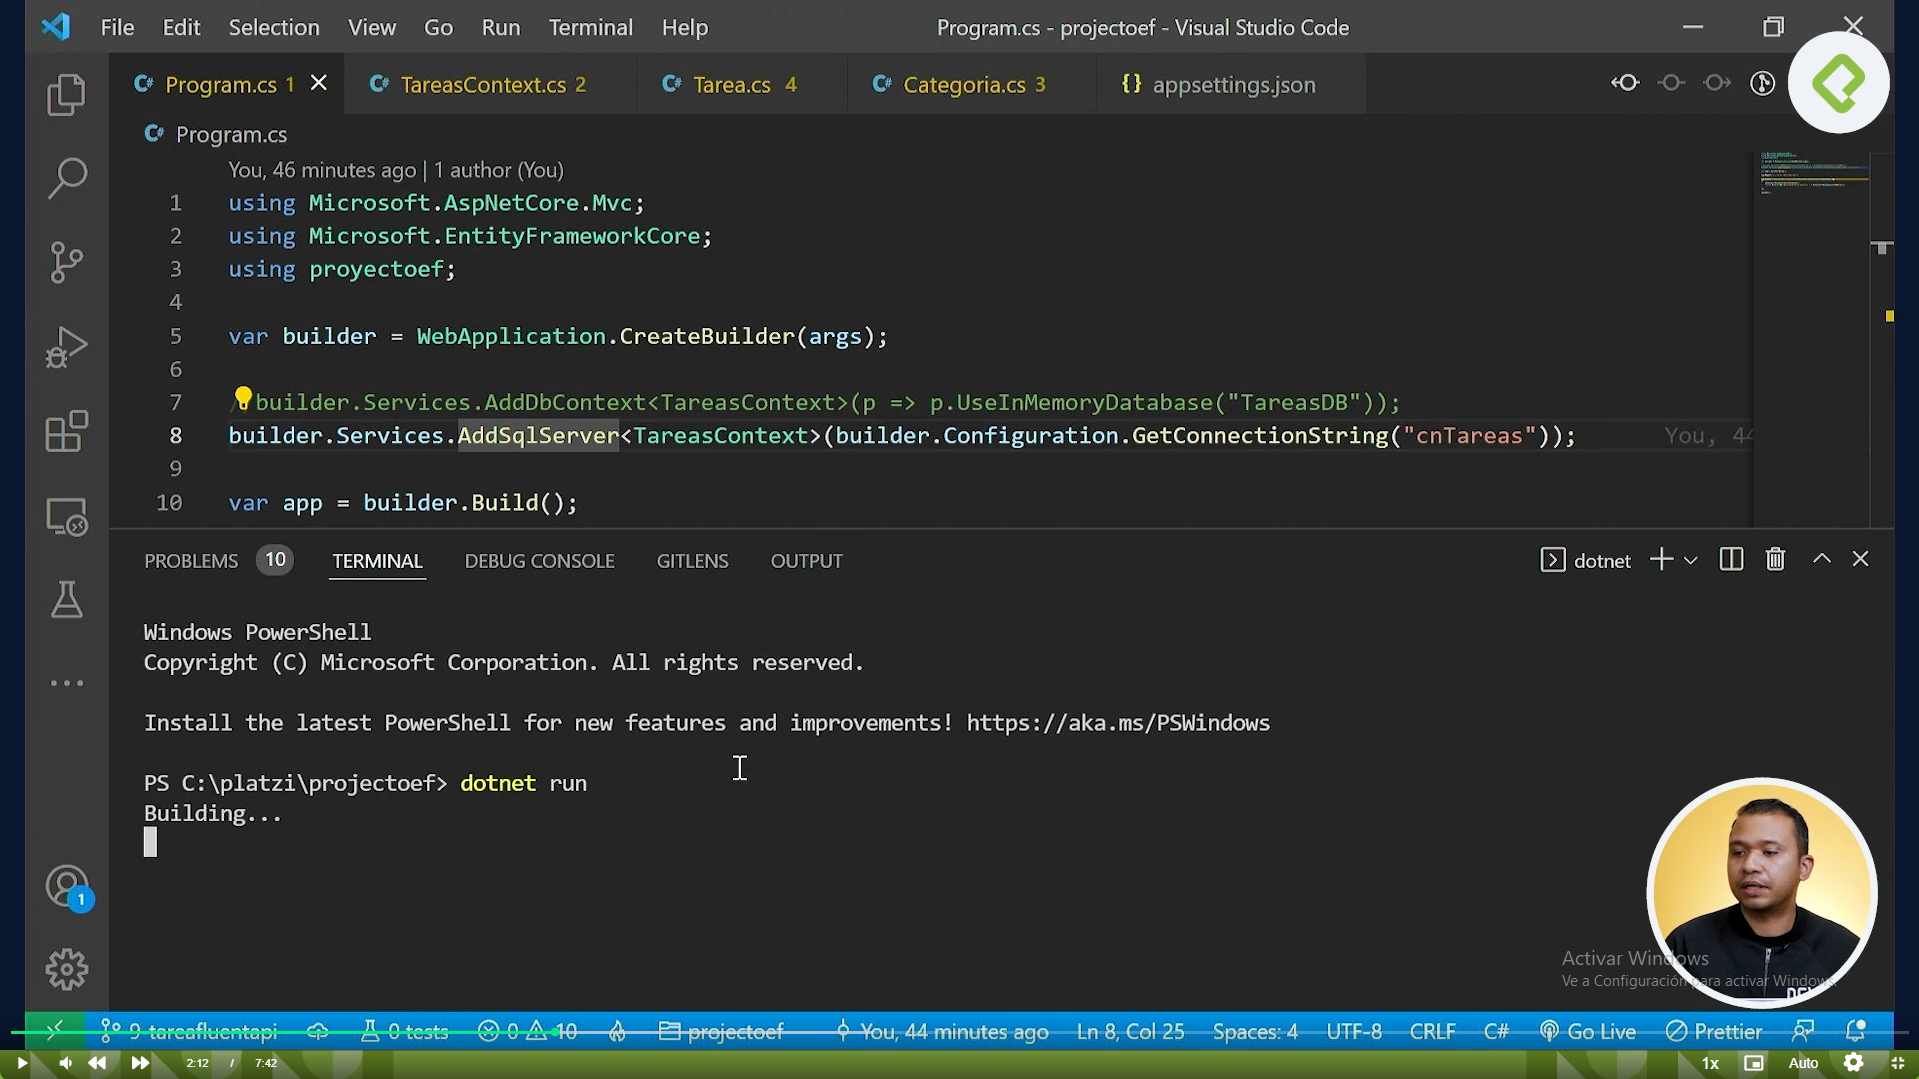 File Edit Selection View Go Run Terminal Help
Program.cs - projectoef - Visual Studio Code
Program.cs 1
TareasContext.cs 2
Tarea.cs 4
Categoria.cs 3
{} appsettings.json
Program.cs
You, 46 minutes ago | 1 author (You)
1 using Microsoft.AspNetCore.Mvc;
2 using Microsoft.EntityFrameworkCore;
3 using proyectoef;
4
5 var builder = WebApplication.CreateBuilder(args);
6
7 builder.Services.AddDbContext<TareasContext>(p => p.UseInMemoryDatabase("TareasDB"));
8 builder.Services.AddSqlServer<TareasContext>(builder.Configuration.GetConnectionString("cnTareas")); You, 44
9
10 var app = builder.Build();
PROBLEMS 10 TERMINAL DEBUG CONSOLE GITLENS OUTPUT
dotnet
Windows PowerShell
Copyright (C) Microsoft Corporation. All rights reserved.
Install the latest PowerShell for new features and improvements! https://aka.ms/PSWindows
PS C:\platzi\projectoef> dotnet run
Building...
1
Activar Windows
Ve a Configuración para activar Windows.
9-tareafluentapi 0 tests 0 10 projectoef You, 44 minutes ago Ln 8, Col 25 Spaces: 4 UTF-8 CRLF C# Go Live Prettier
2:12 / 7:42 1x Auto